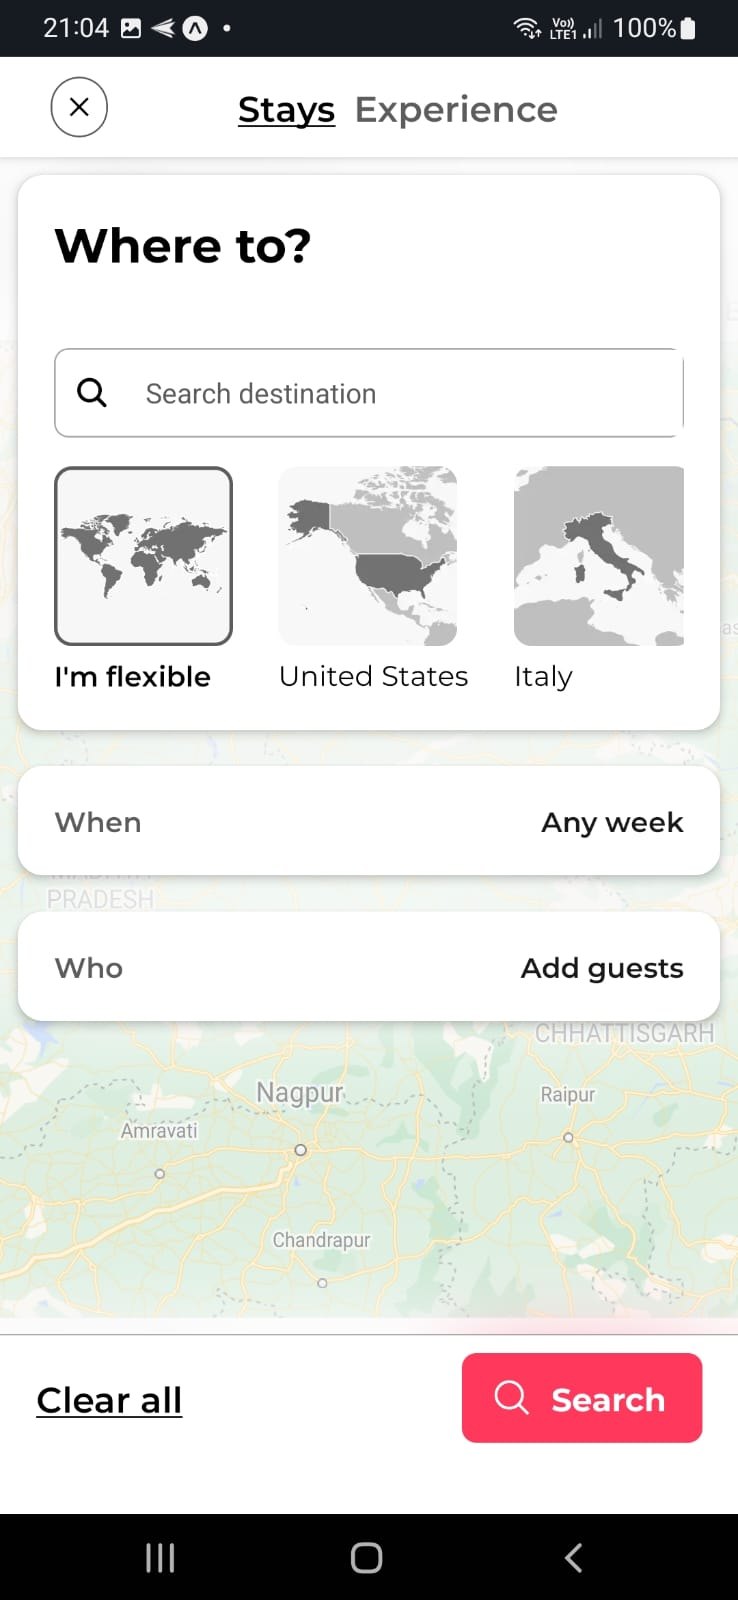 21:04
Vo))
LTE1
100%
Stays Experience
Where to?
Search destination
I'm flexible United States Italy
When Any week
PRADESH
Who Add guests
CHHATTISGARH
Nagpur
Raipur
Amravati
Chandrapur
Clear all Search